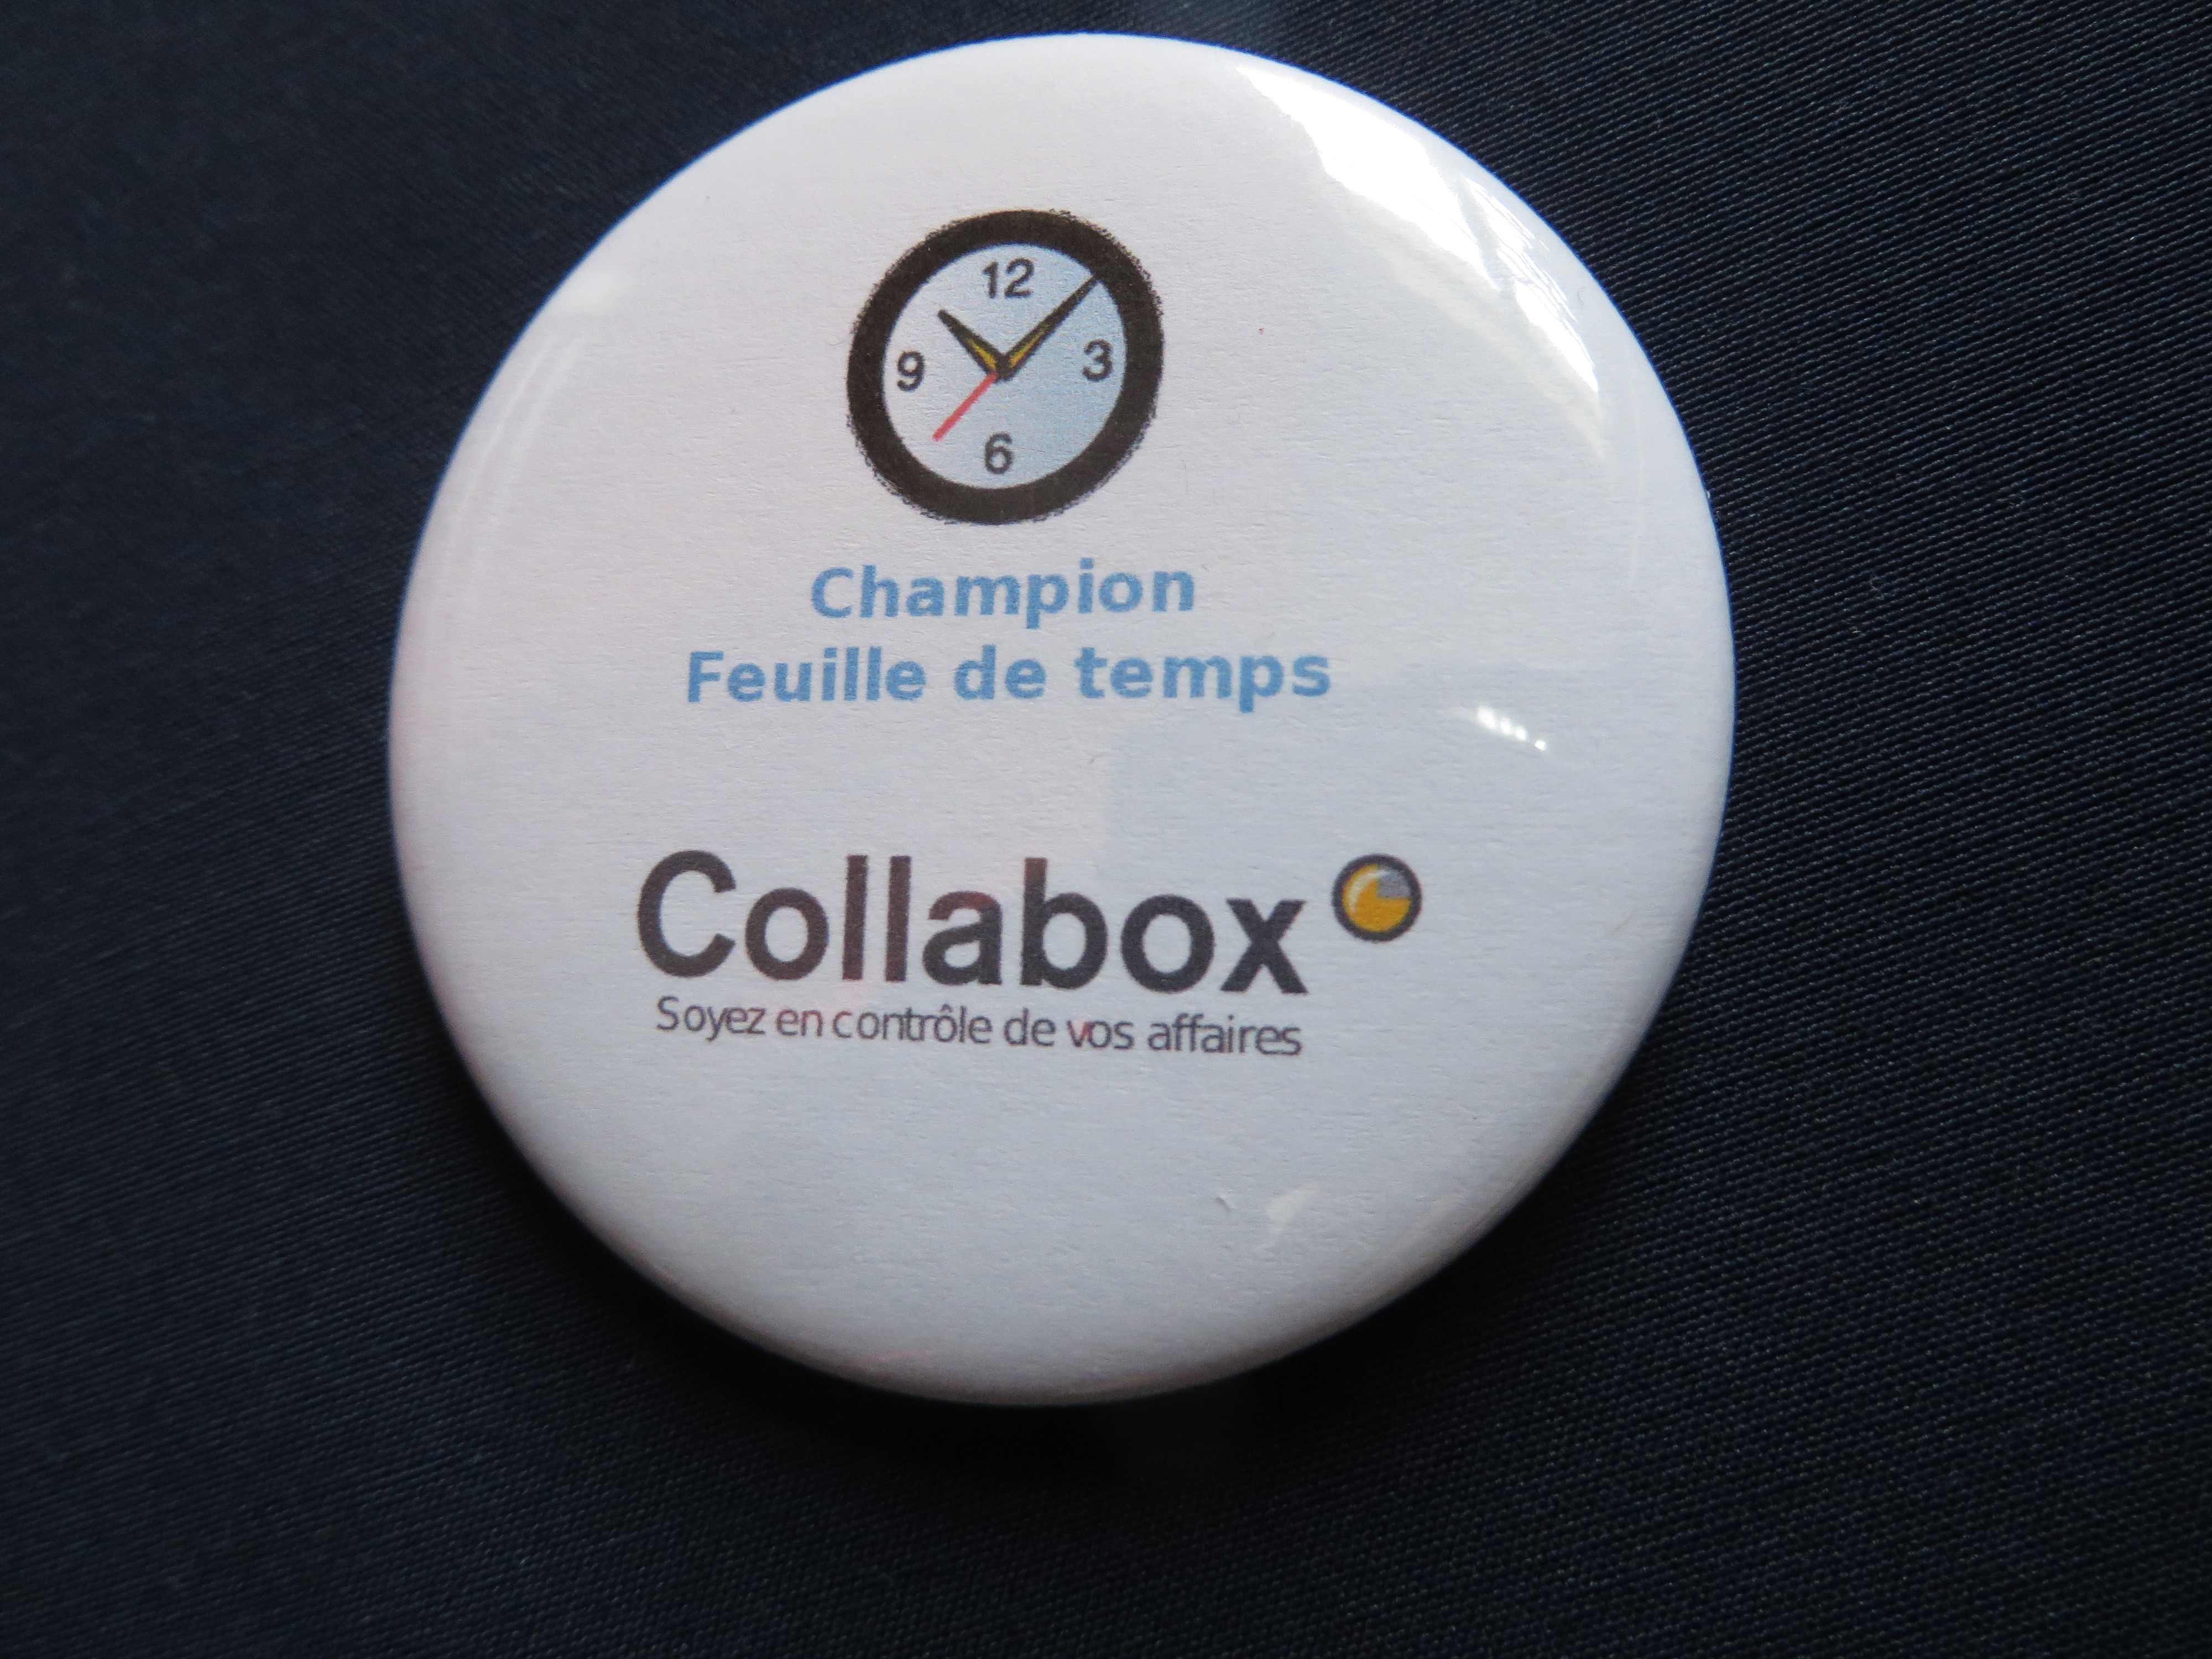 12
9 3
6
Champion
Feuille de temps
Collabox
Soyez en contrôle de vos affaires